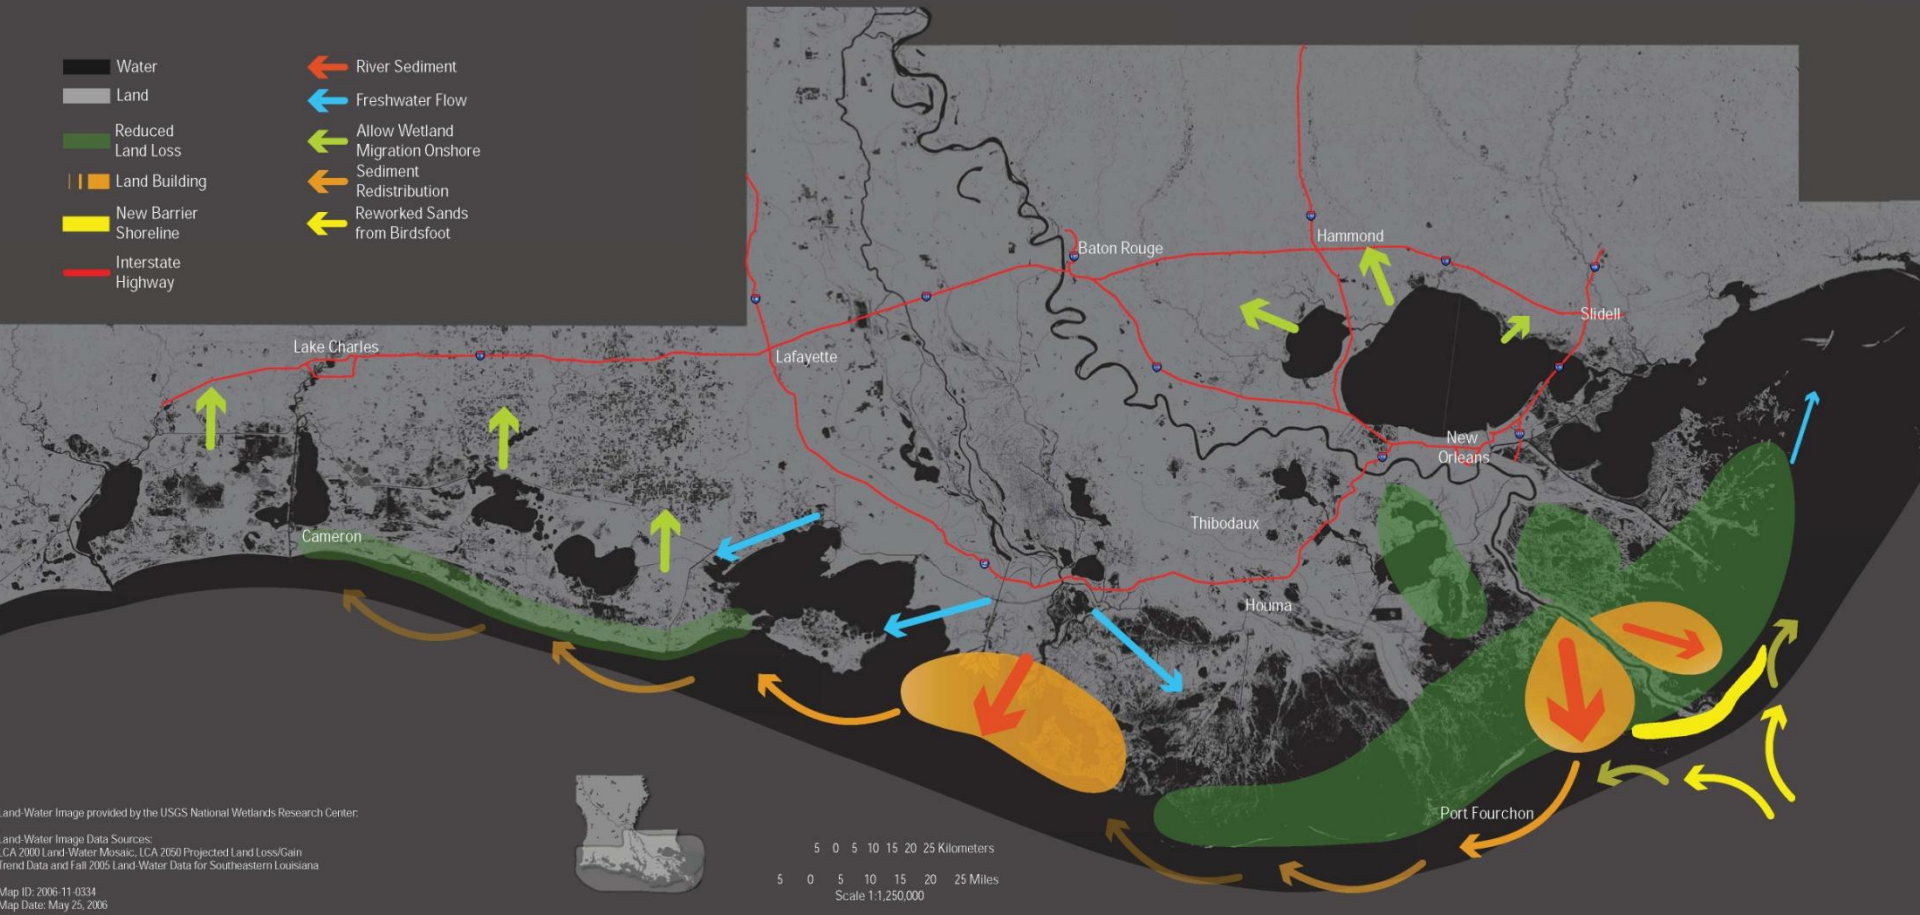 Water
Land
Reduced
Land Loss
Land Building
New Barrier
Shoreline
Interstate
Highway
River Sediment
Freshwater Flow
Allow Wetland
Migration Onshore
Sediment
Redistribution
Reworked Sands
from Birdsfoot
Hammond
Baton Rouge
Slidell
Lake Charles
Lafayette
New
Orleans
Thibodaux
Cameron
Houma
Port Fourchon
Land-Water Image provided by the USGS National Wetlands Research Center:
Land-Water Image Data Sources:
LCA 2000 Land-Water Mosaic, LCA 2050 Projected Land Loss/Gain
Trend Data and Fall 2005 Land-Water Data for Southeastern Louisiana
Map ID: 2006-11-0334
Map Date: May 25, 2006
5 0 5 10 15 20 25 Kilometers
5 0 5 10 15 20 25 Miles
Scale 1:1,250,000